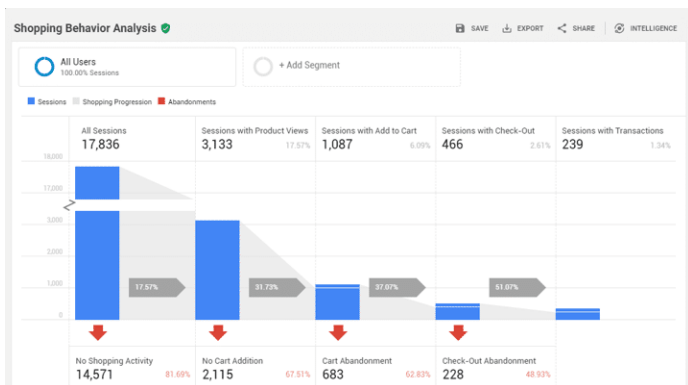 Shopping Behavior Analysis
SAVE EXPORT SHARE INTELLIGENCE
All Users
100.00% Sessions
+ Add Segment
Sessions Shopping Progression Abandonments
All Sessions Sessions with Product Views Sessions with Add to Cart Sessions with Check-Out Sessions with Transactions
17,836 3,133 17.57% 1,087 6.09% 466 2.61% 239 1.34%
18,000
17,000
3,000
2,000
1,000
17.57% 31.73% 37.07% 51.07%
0
No Shopping Activity No Cart Addition Cart Abandonment Check-Out Abandonment
14,571 81.69% 2,115 67.51% 683 62.83% 228 48.93%